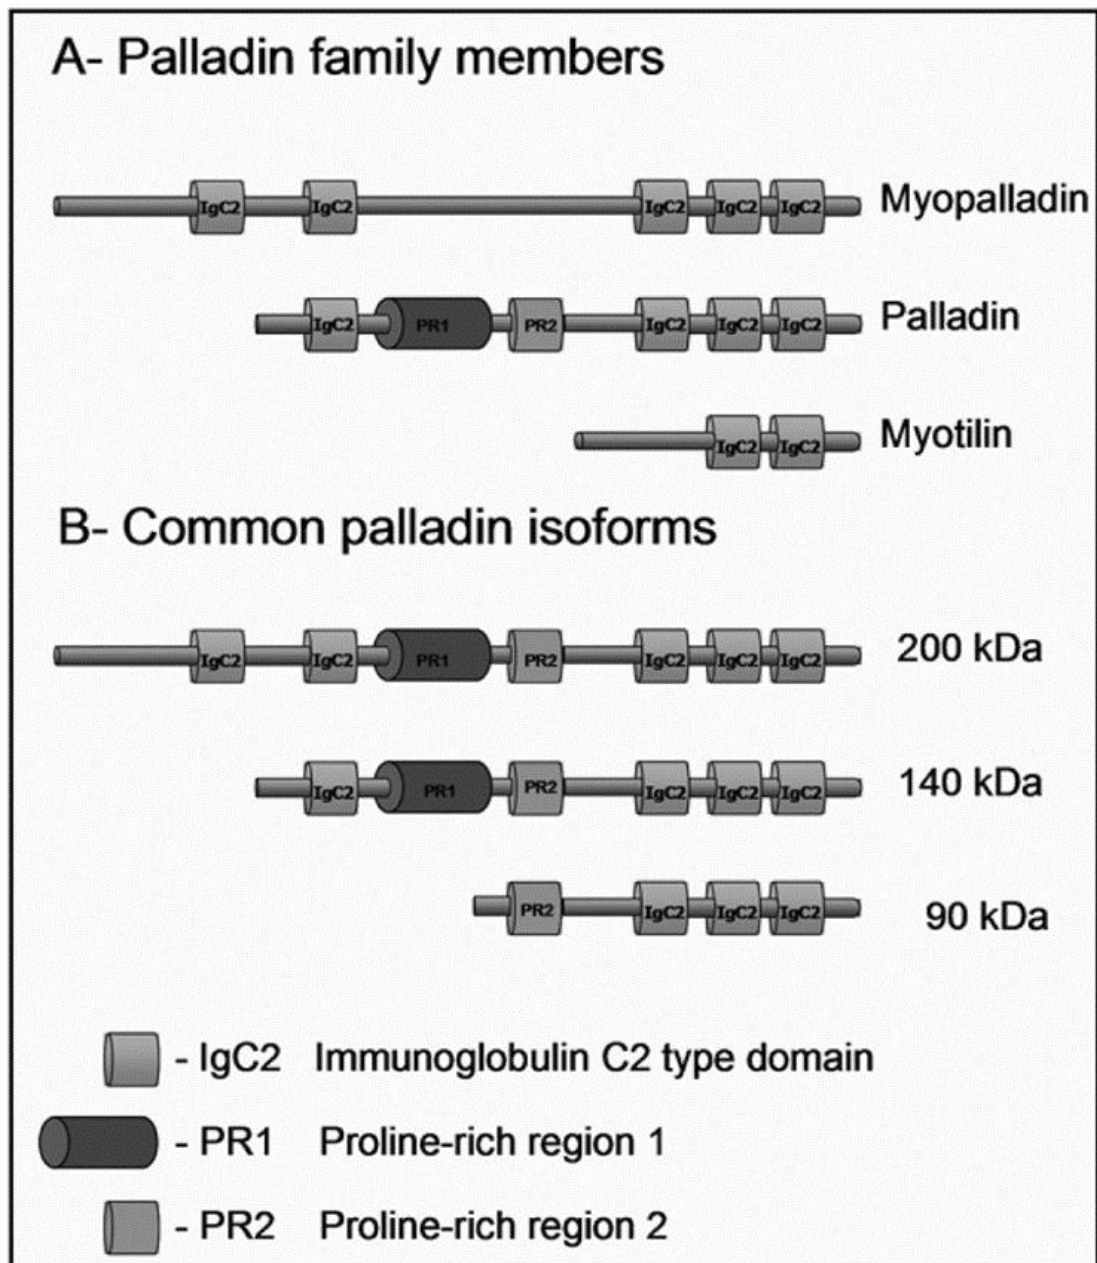 A- Palladin family members
IgC2 IgC2 IgC2 IgC2 IgC2 Myopalladin
IgC2 PR1 PR2 IgC2 IgC2 IgC2 Palladin
IgC2 IgC2 Myotilin
B- Common palladin isoforms
IgC2 IgC2 PR1 PR2 IgC2 IgC2 IgC2 200 kDa
IgC2 PR1 PR2 IgC2 IgC2 IgC2 140 kDa
PR2 IgC2 IgC2 IgC2 90 kDa
- IgC2 Immunoglobulin C2 type domain
- PR1 Proline-rich region 1
- PR2 Proline-rich region 2